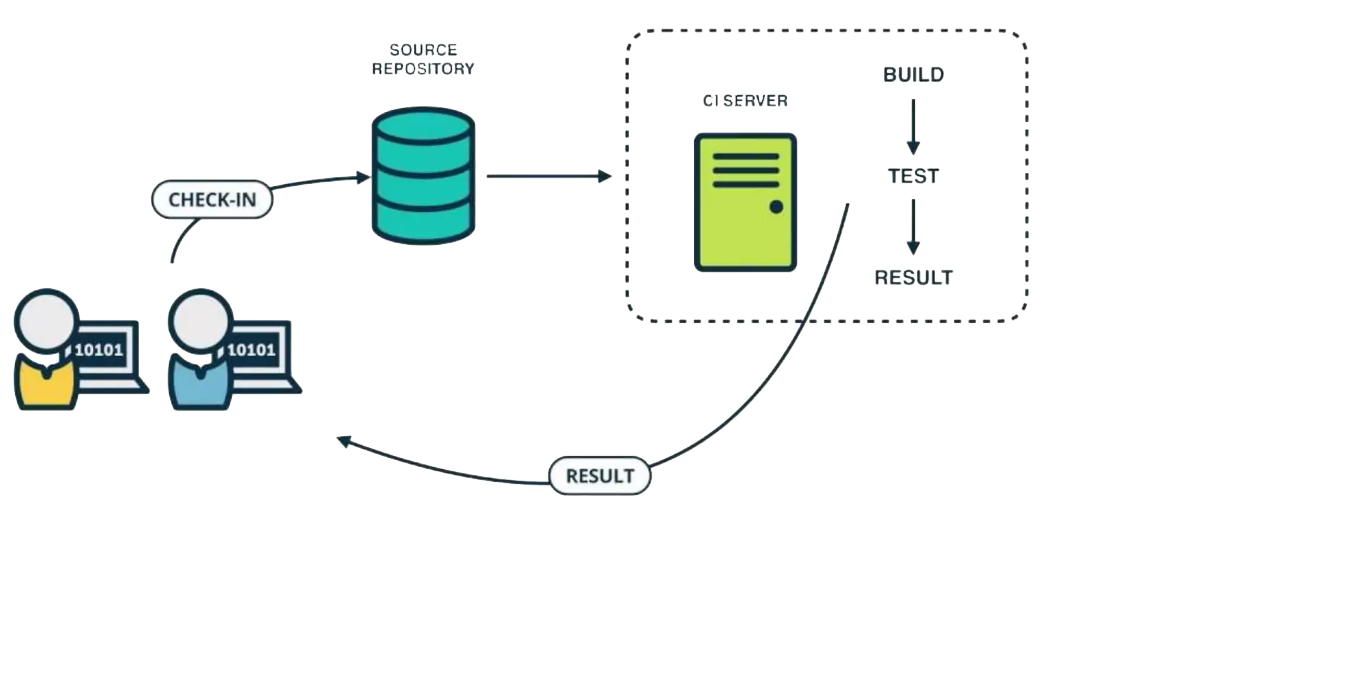 SOURCE
REPOSITORY
CI SERVER
BUILD
TEST
RESULT
CHECK-IN
10101
10101
RESULT